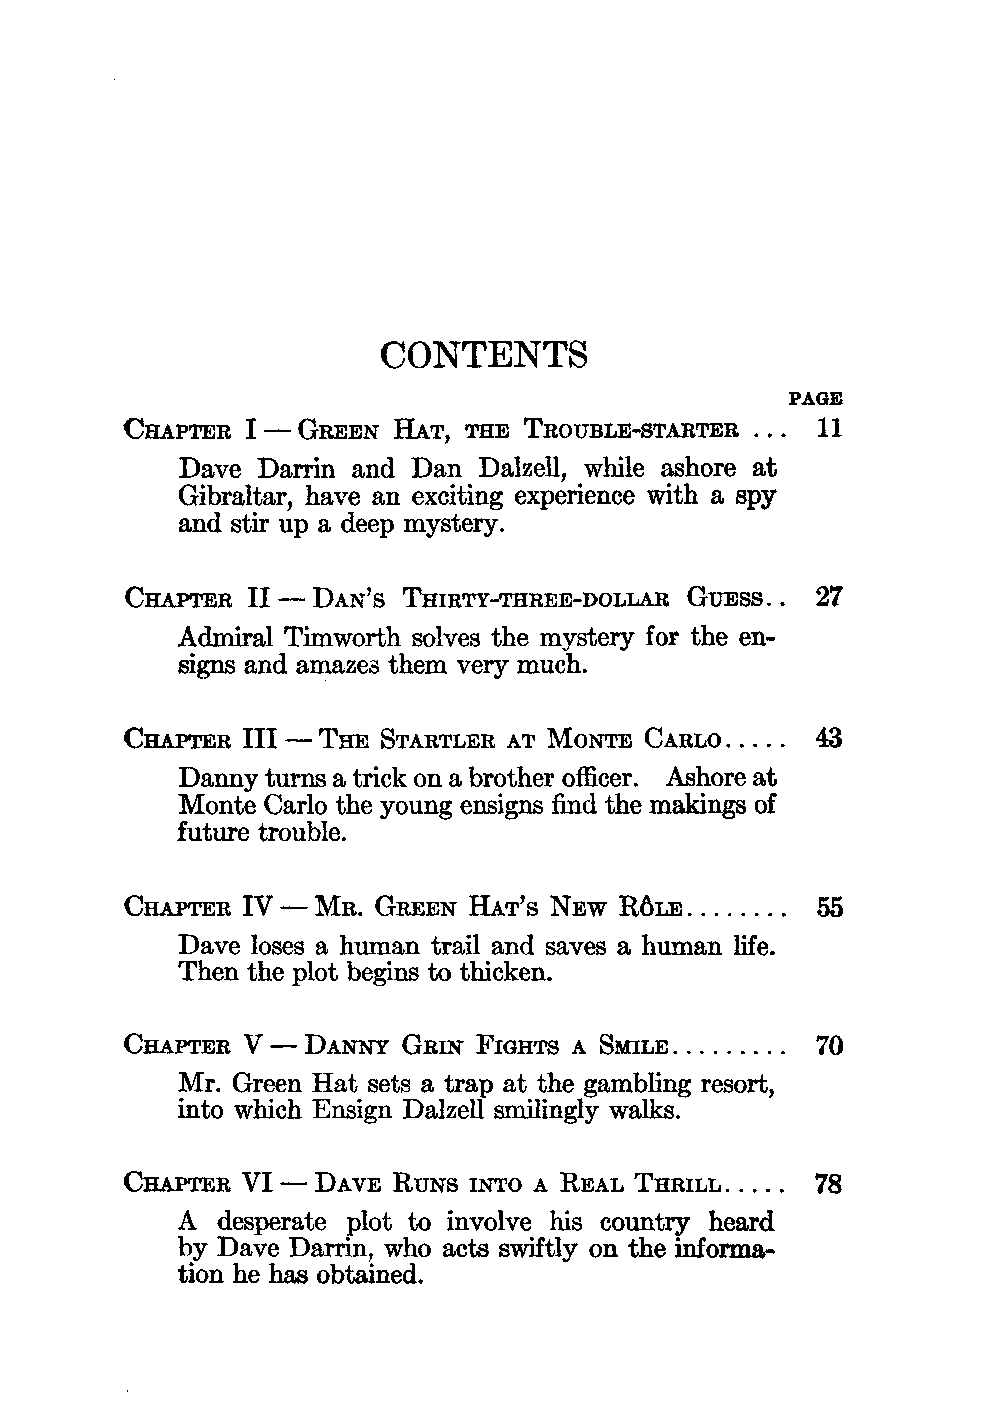 CONTENTS
PAGE
Chapter I — Green Hat, the Trouble-starter ... 11
Dave Darrin and Dan Dalzell, while ashore at
Gibraltar, have an exciting experience with a spy
and stir up a deep mystery.
Chapter II — Dan's Thirty-three-dollar Guess.. 27
Admiral Timworth solves the mystery for the en-
signs and amazes them very much.
Chapter III — The Startler at Monte Carlo..... 43
Danny turns a trick on a brother officer. Ashore at
Monte Carlo the young ensigns find the makings of
future trouble.
Chapter IV — Mr. Green Hat's New Rôle........ 55
Dave loses a human trail and saves a human life.
Then the plot begins to thicken.
Chapter V — Danny Grin Fights a Smile......... 70
Mr. Green Hat sets a trap at the gambling resort,
into which Ensign Dalzell smilingly walks.
Chapter VI — Dave Runs into a Real Thrill..... 78
A desperate plot to involve his country heard
by Dave Darrin, who acts swiftly on the informa-
tion he has obtained.